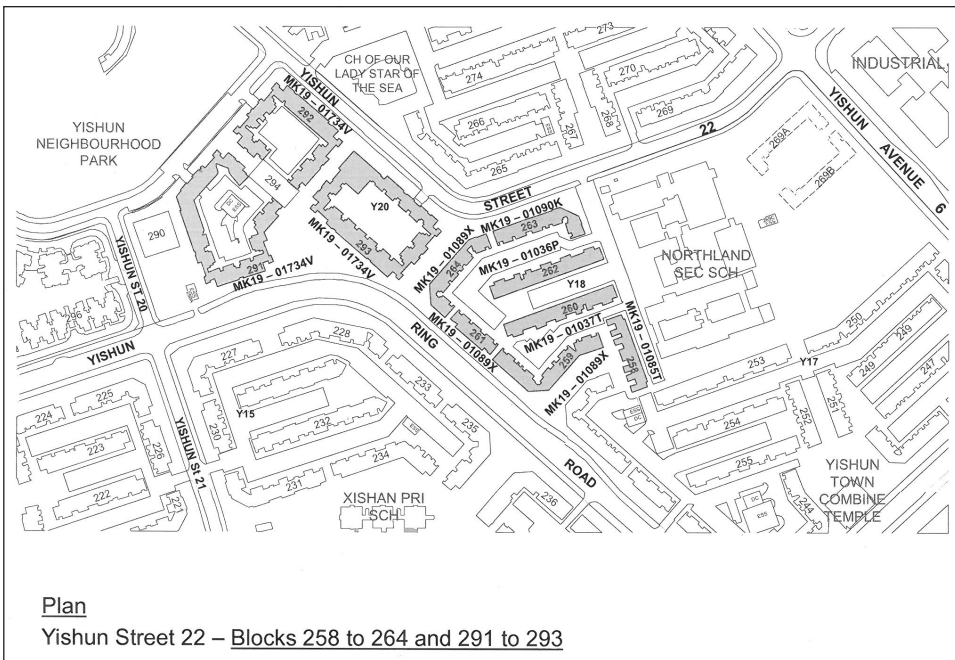 CH OF OUR
LADY STAR OF
THE SEA
YISHUN
MK19 – 01734V
292
273
274
270
INDUSTRIAL
YISHUN
NEIGHBOURHOOD
PARK
266
267
268
269
265
22
269A
269B
YISHUN
AVENUE
6
294
290
Y20
STREET
MK19 – 01090K
263
293
MK19 – 01734V
291
MK19 – 01734V
MK19 – 01089X
264
MK19 – 01036P
262
Y18
260
NORTHLAND
SEC SCH
YISHUN ST 20
296
RING
261
MK19 – 01089X
MK19 – 01037T
259
MK19 – 01089X
258
MK19 – 01085T
250
249
249
247
253
Y17
YISHUN
228
227
233
235
224
225
223
226
222
221
Y15
230
232
231
234
YISHUN St 21
ESS
DC
254
255
252
251
ROAD
236
XISHAN PRI
SCH
DC
ESS
244
YISHUN
TOWN
COMBINE
TEMPLE
Plan
Yishun Street 22 – Blocks 258 to 264 and 291 to 293